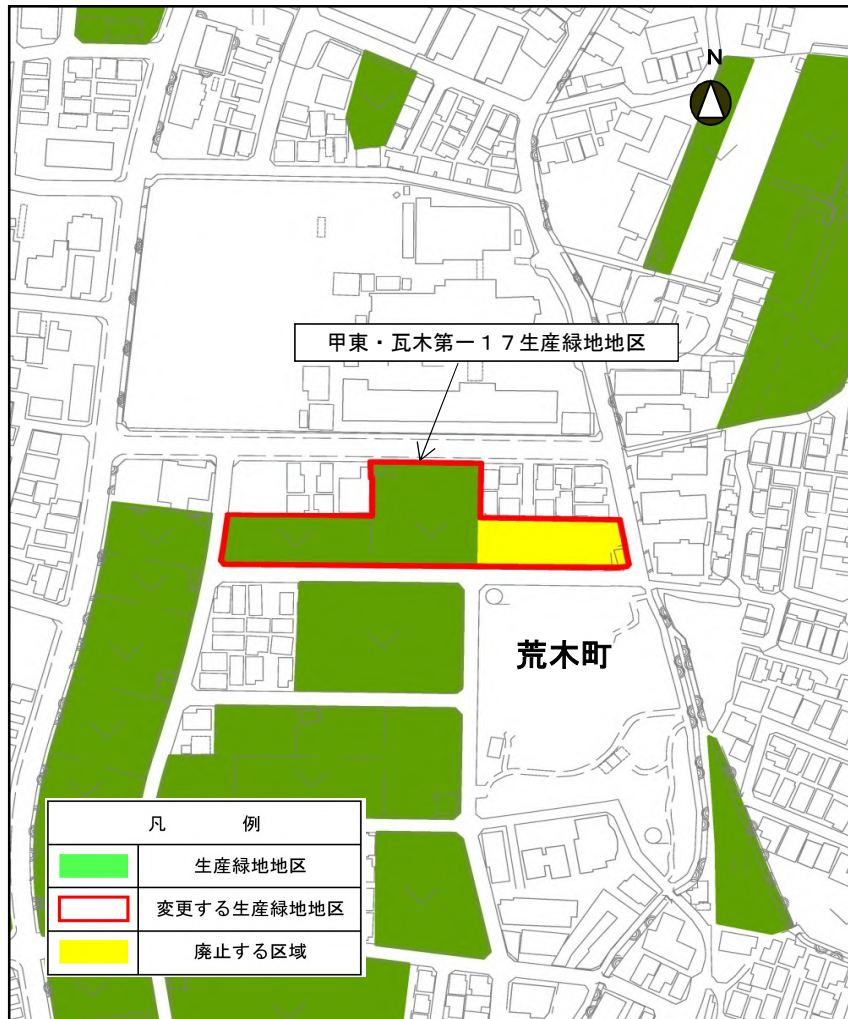 N
甲東・瓦木第一１７生産緑地地区
荒木町
凡　　例
生産緑地地区
変更する生産緑地地区
廃止する区域